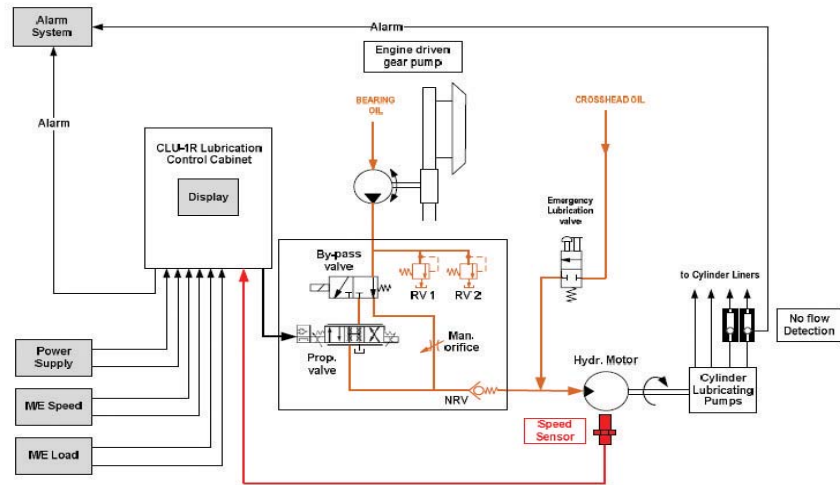 Alarm
System
Alarm
Engine driven
gear pump
Alarm
BEARING
OIL
CROSSHEAD OIL
CLU-1R Lubrication
Control Cabinet
Display
Emergency
Lubrication
valve
By-pass
valve
RV 1
RV 2
to Cylinder Liners
No flow
Detection
Power
Supply
Prop.
valve
Man.
orifice
Hydr. Motor
M/E Speed
NRV
Cylinder
Lubricating
Pumps
Speed
Sensor
M/E Load